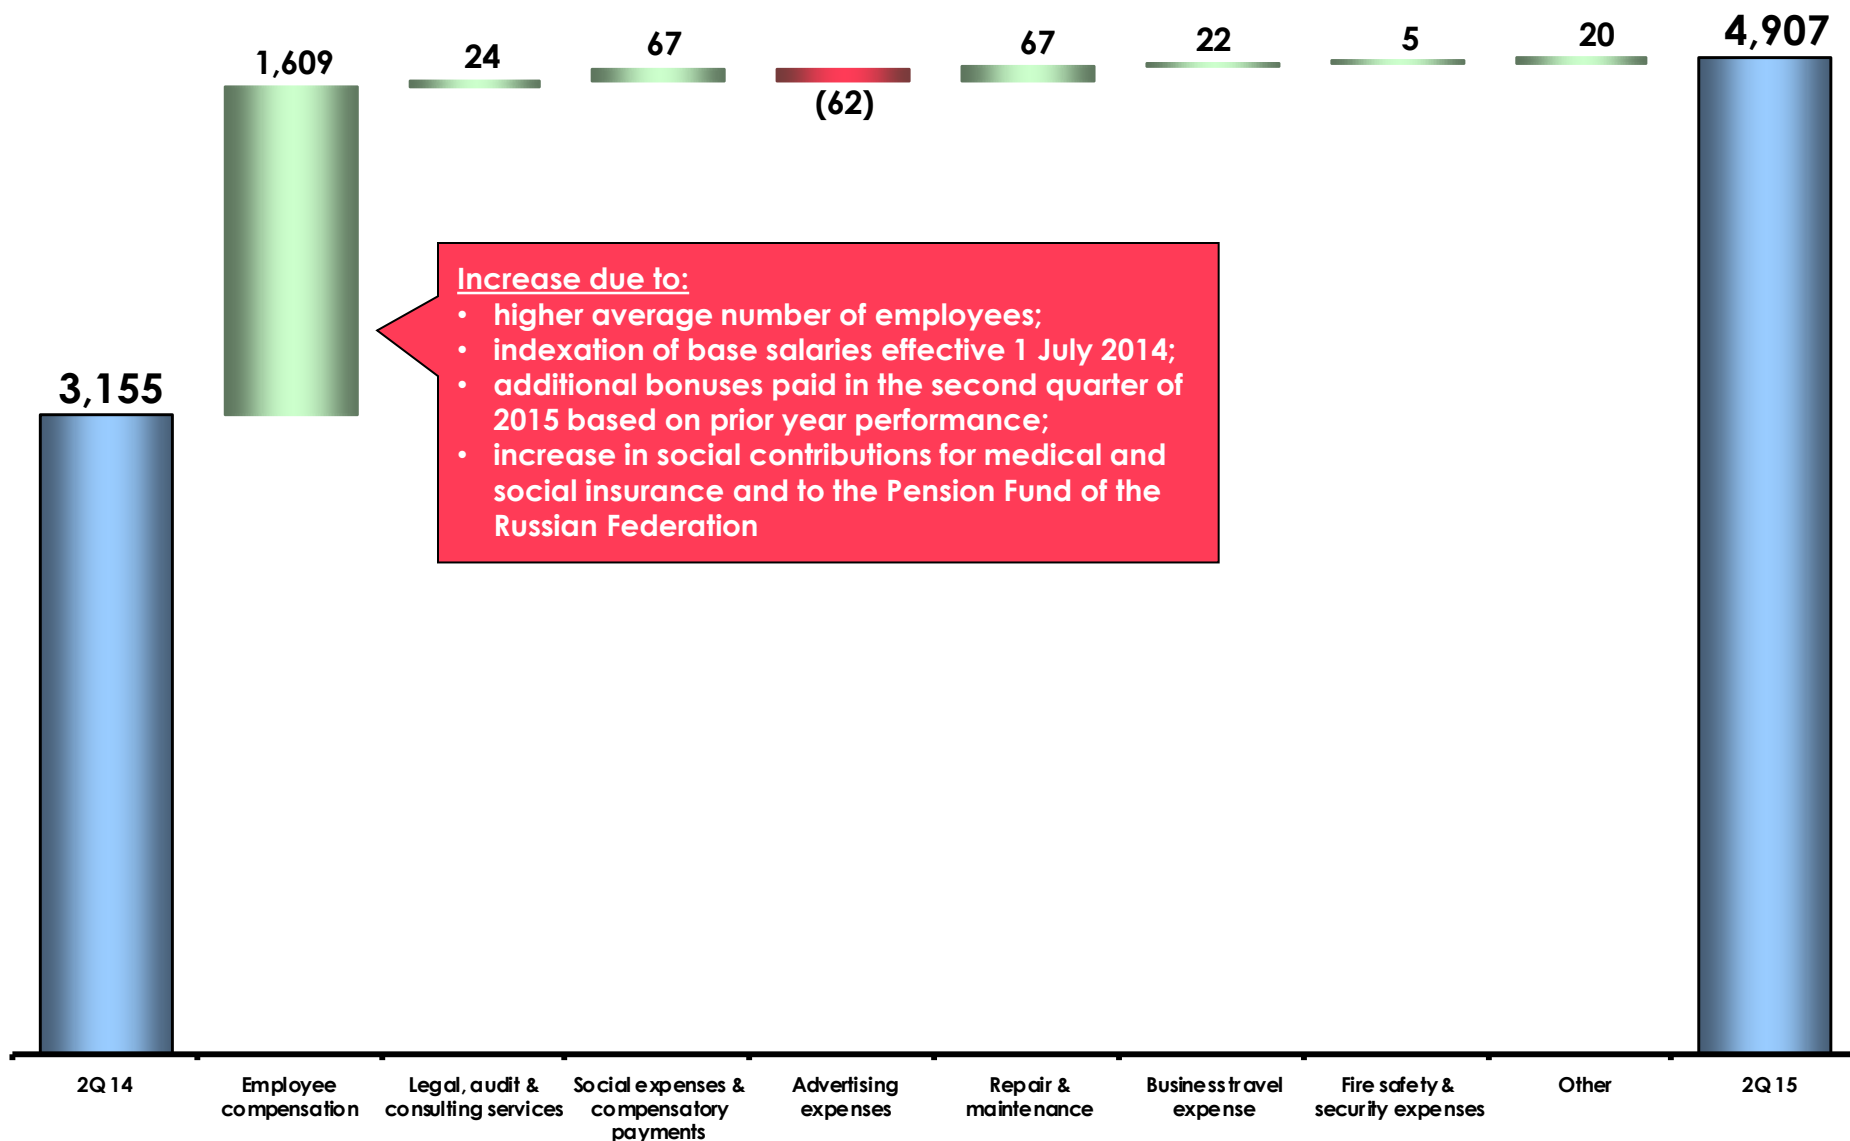 1,609
24
67
(62)
67
22
5
20
4,907
3,155
Increase due to:
• higher average number of employees;
• indexation of base salaries effective 1 July 2014;
• additional bonuses paid in the second quarter of
2015 based on prior year performance;
• increase in social contributions for medical and
social insurance and to the Pension Fund of the
Russian Federation
2Q 14
Employee
compensation
Legal, audit &
consulting services
Social expenses &
compensatory
payments
Advertising
expenses
Repair &
maintenance
Business travel
expense
Fire safety &
security expenses
Other
2Q 15